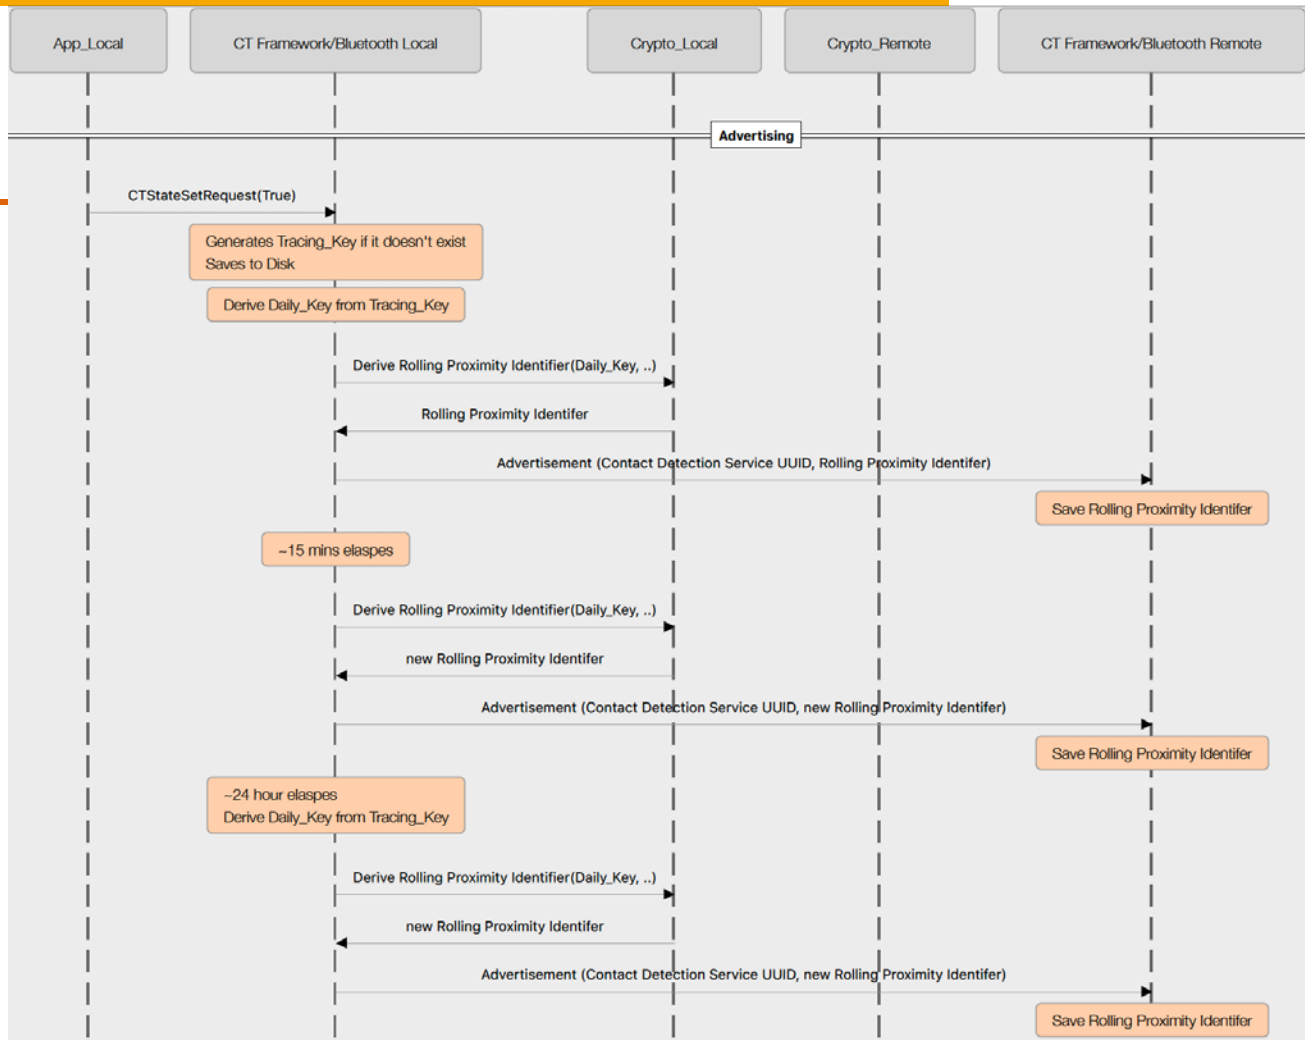 App_Local
CT Framework/Bluetooth Local
Crypto_Local
Crypto_Remote
CT Framework/Bluetooth Remote
Advertising
CTStateSetRequest(True)
Generates Tracing_Key if it doesn't exist
Saves to Disk
Derive Daily_Key from Tracing_Key
Derive Rolling Proximity Identifier(Daily_Key, ..)
Rolling Proximity Identifer
Advertisement (Contact Detection Service UUID, Rolling Proximity Identifer)
Save Rolling Proximity Identifer
~15 mins elaspes
Derive Rolling Proximity Identifier(Daily_Key, ..)
new Rolling Proximity Identifer
Advertisement (Contact Detection Service UUID, new Rolling Proximity Identifer)
Save Rolling Proximity Identifer
~24 hour elaspes
Derive Daily_Key from Tracing_Key
Derive Rolling Proximity Identifier(Daily_Key, ..)
new Rolling Proximity Identifer
Advertisement (Contact Detection Service UUID, new Rolling Proximity Identifer)
Save Rolling Proximity Identifer